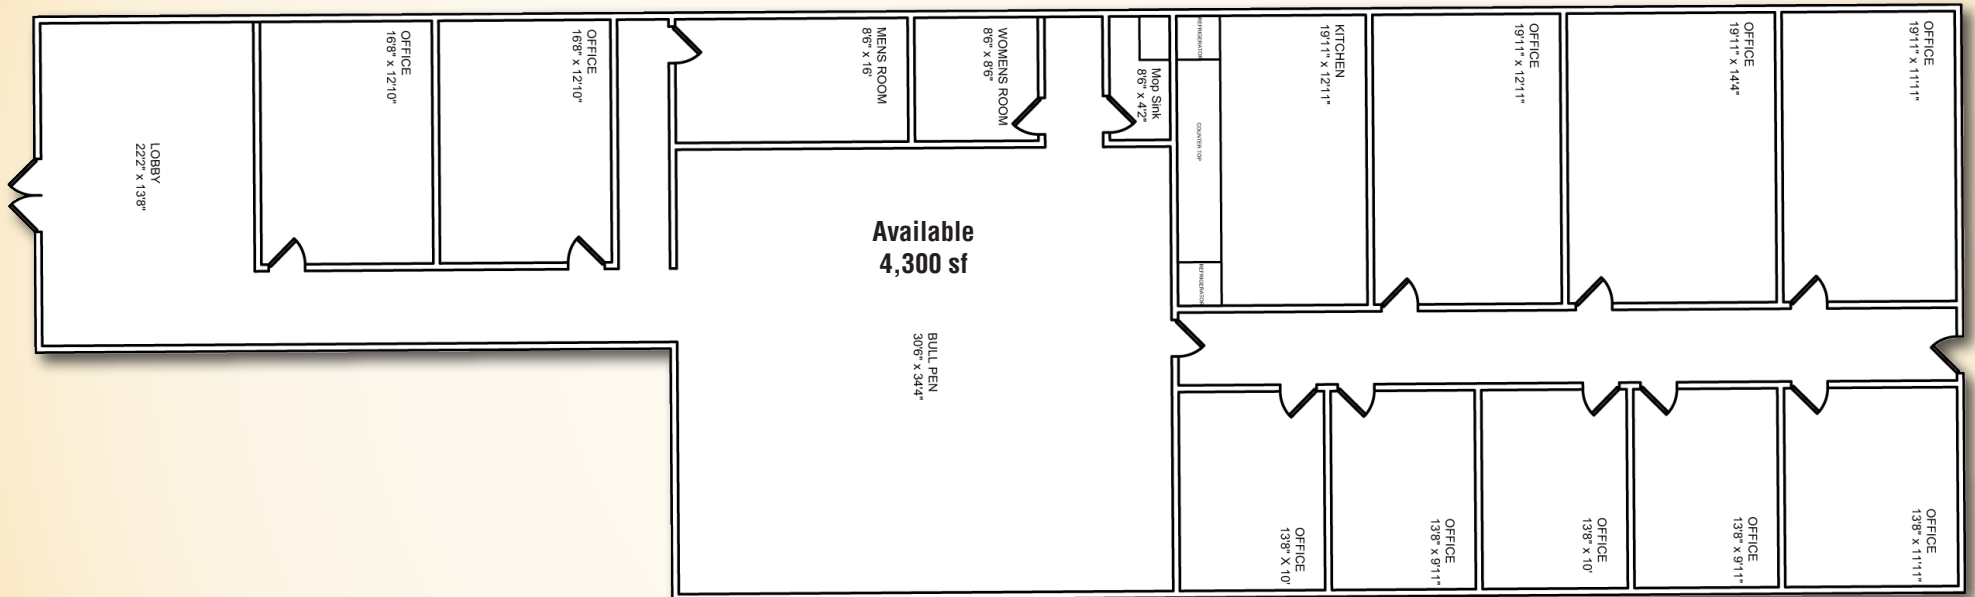 LOBBY
22'2" x 13'8"
OFFICE
16'8" x 12'10"
OFFICE
16'8" x 12'10"
MENS ROOM
8'6" x 16'
WOMENS ROOM
8'6" x 8'6"
Mop Sink
8'6" x 4'2"
REFRIGERATOR
COUNTER TOP
REFRIGERATOR
KITCHEN
19'11" x 12'11"
OFFICE
19'11" x 12'11"
OFFICE
19'11" x 14'4"
OFFICE
19'11" x 11'11"
Available
4,300 sf
BULL PEN
30'6" x 34'4"
OFFICE
13'8" X 10'
OFFICE
13'8" x 9'11"
OFFICE
13'8" x 10'
OFFICE
13'8" x 9'11"
OFFICE
13'8" x 11'11"